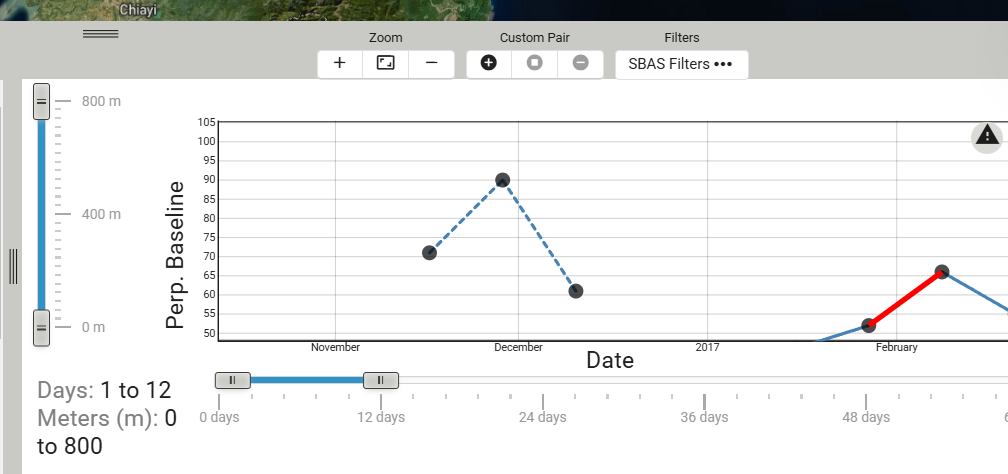 Chiayi
Zoom
Custom Pair
Filters
SBAS Filters •••
800 m
400 m
0 m
Perp. Baseline
105
100
95
90
85
80
75
70
65
60
55
50
November
December
2017
February
Date
Days: 1 to 12
Meters (m): 0
to 800
0 days
12 days
24 days
36 days
48 days
6